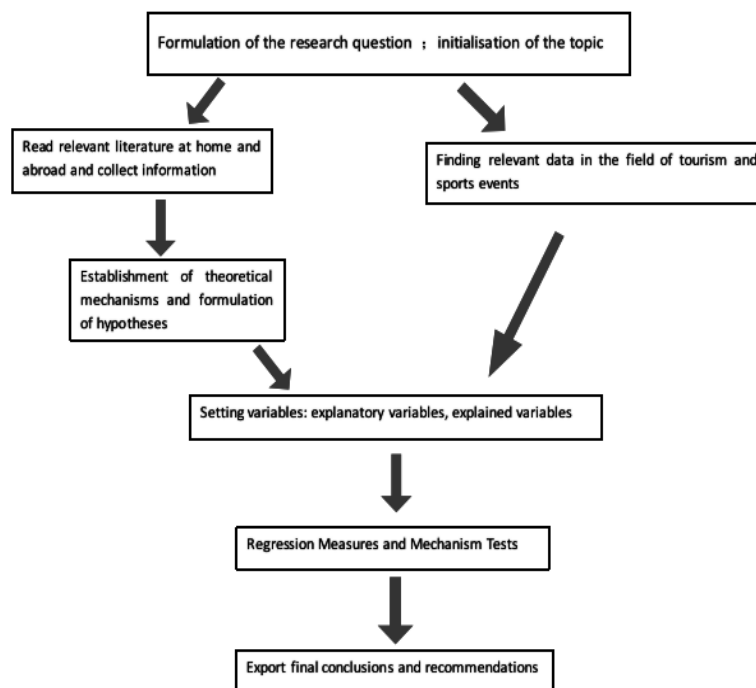 Formulation of the research question ；initialisation of the topic
Read relevant literature at home and
abroad and collect information
Finding relevant data in the field of tourism and
sports events
Establishment of theoretical
mechanisms and formulation
of hypotheses
Setting variables: explanatory variables, explained variables
Regression Measures and Mechanism Tests
Export final conclusions and recommendations